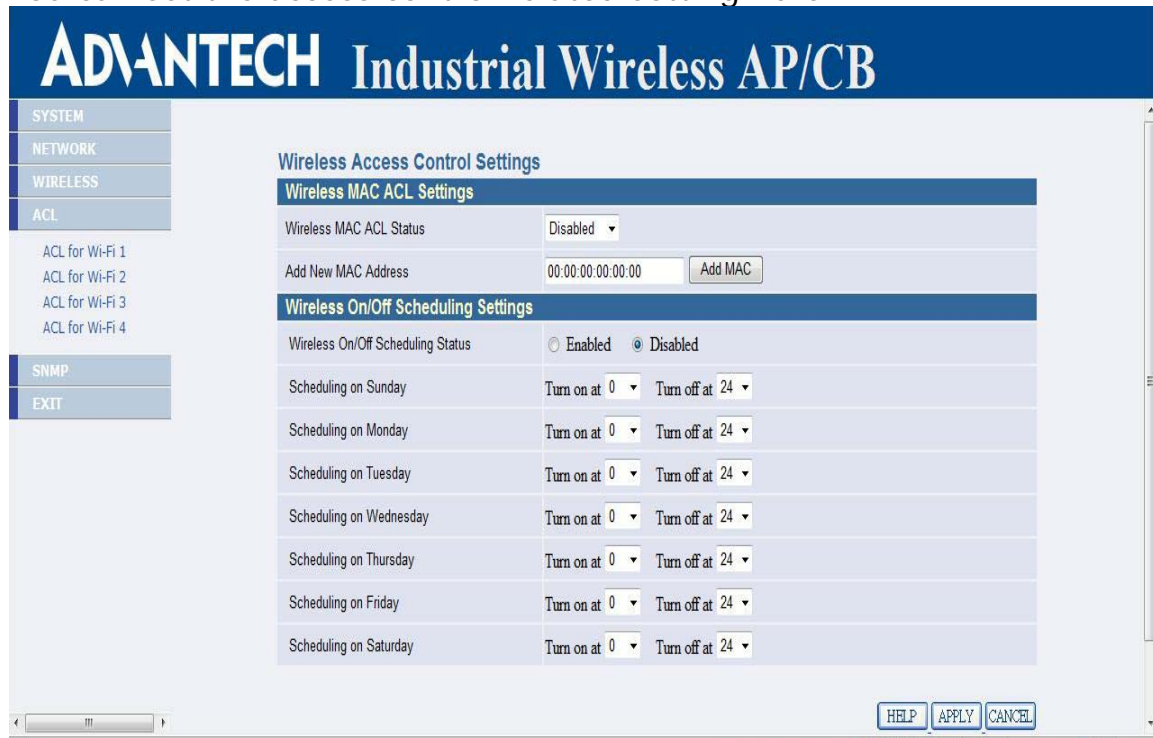 ADVANTECH Industrial Wireless AP/CB
SYSTEM
NETWORK
WIRELESS
ACL
ACL for Wi-Fi 1
ACL for Wi-Fi 2
ACL for Wi-Fi 3
ACL for Wi-Fi 4
SNMP
EXIT
Wireless Access Control Settings
Wireless MAC ACL Settings
Wireless MAC ACL Status Disabled
Add New MAC Address 00:00:00:00:00:00 Add MAC
Wireless On/Off Scheduling Settings
Wireless On/Off Scheduling Status Enabled Disabled
Scheduling on Sunday Turn on at 0 Turn off at 24
Scheduling on Monday Turn on at 0 Turn off at 24
Scheduling on Tuesday Turn on at 0 Turn off at 24
Scheduling on Wednesday Turn on at 0 Turn off at 24
Scheduling on Thursday Turn on at 0 Turn off at 24
Scheduling on Friday Turn on at 0 Turn off at 24
Scheduling on Saturday Turn on at 0 Turn off at 24
HELP APPLY CANCEL